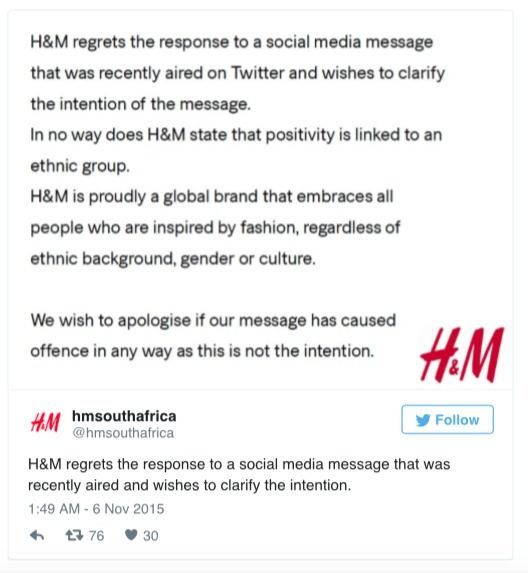 H&M regrets the response to a social media message
that was recently aired on Twitter and wishes to clarify
the intention of the message.
In no way does H&M state that positivity is linked to an
ethnic group.
H&M is proudly a global brand that embraces all
people who are inspired by fashion, regardless of
ethnic background, gender or culture.
We wish to apologise if our message has caused
offence in any way as this is not the intention.
H&M
H&M
hmsouthafrica
@hmsouthafrica
Follow
H&M regrets the response to a social media message that was
recently aired and wishes to clarify the intention.
1:49 AM - 6 Nov 2015
76 30